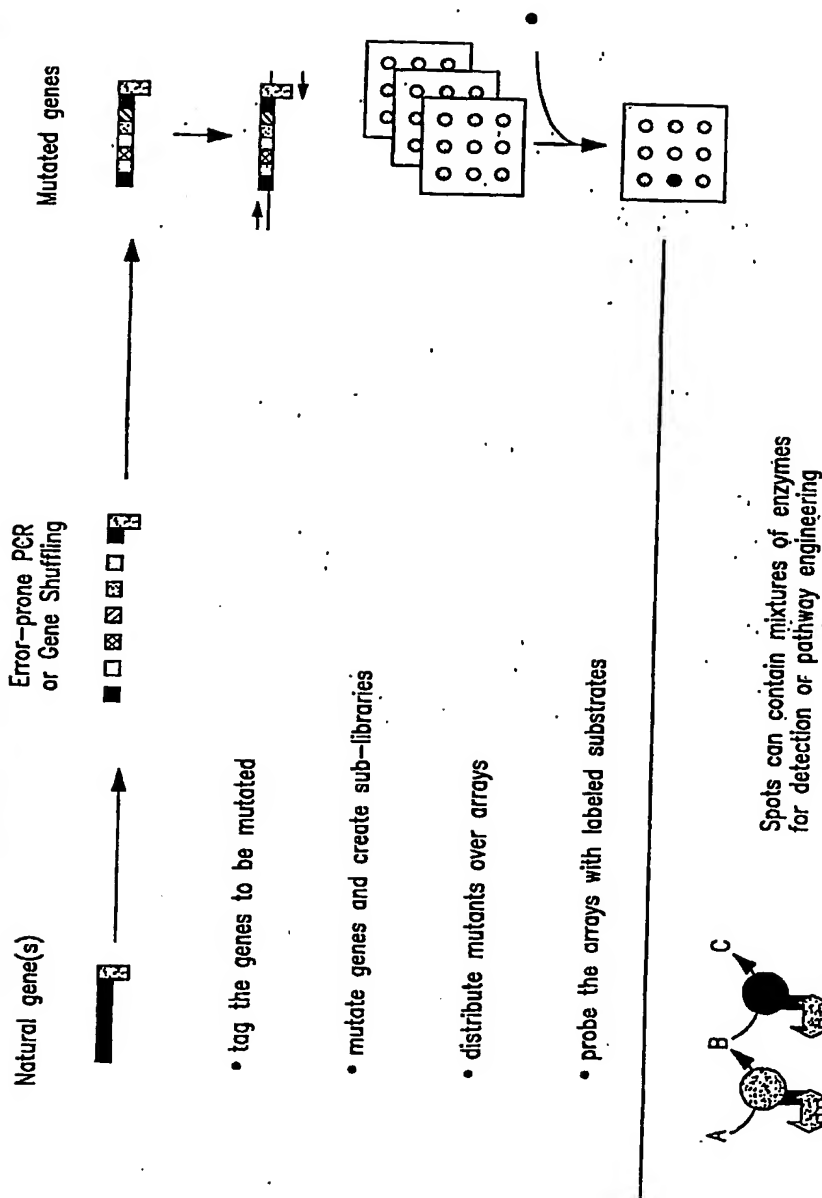 Natural gene(s)
Error-prone PCR
or Gene Shuffling
Mutated genes
• tag the genes to be mutated
• mutate genes and create sub-libraries
• distribute mutants over arrays
• probe the arrays with labeled substrates
A
B
C
Spots can contain mixtures of enzymes
for detection or pathway engineering